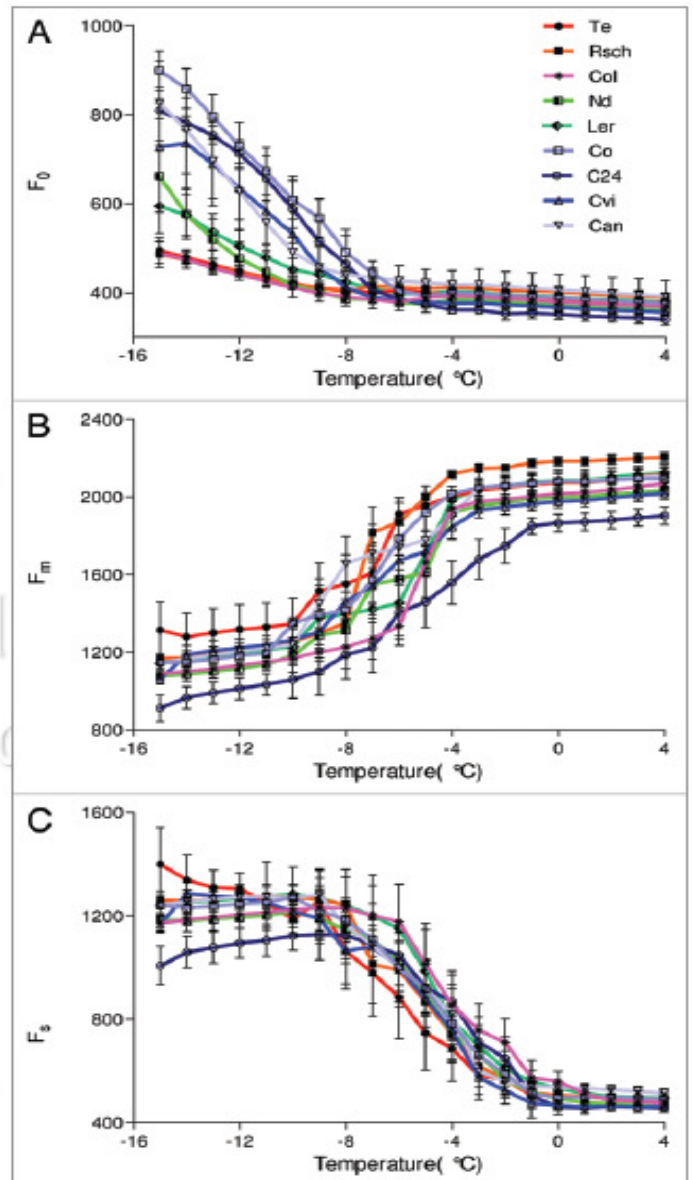 A
1000
800
600
400
F0
-16
-12
-8
-4
0
4
Temperature( °C)
Te
Rsch
Col
Nd
Ler
Co
C24
Cvi
Can
B
2400
2000
1600
1200
800
Fm
-16
-12
-8
-4
0
4
Temperature( °C)
C
1600
1200
800
400
Fs
-16
-12
-8
-4
0
4
Temperature( °C)